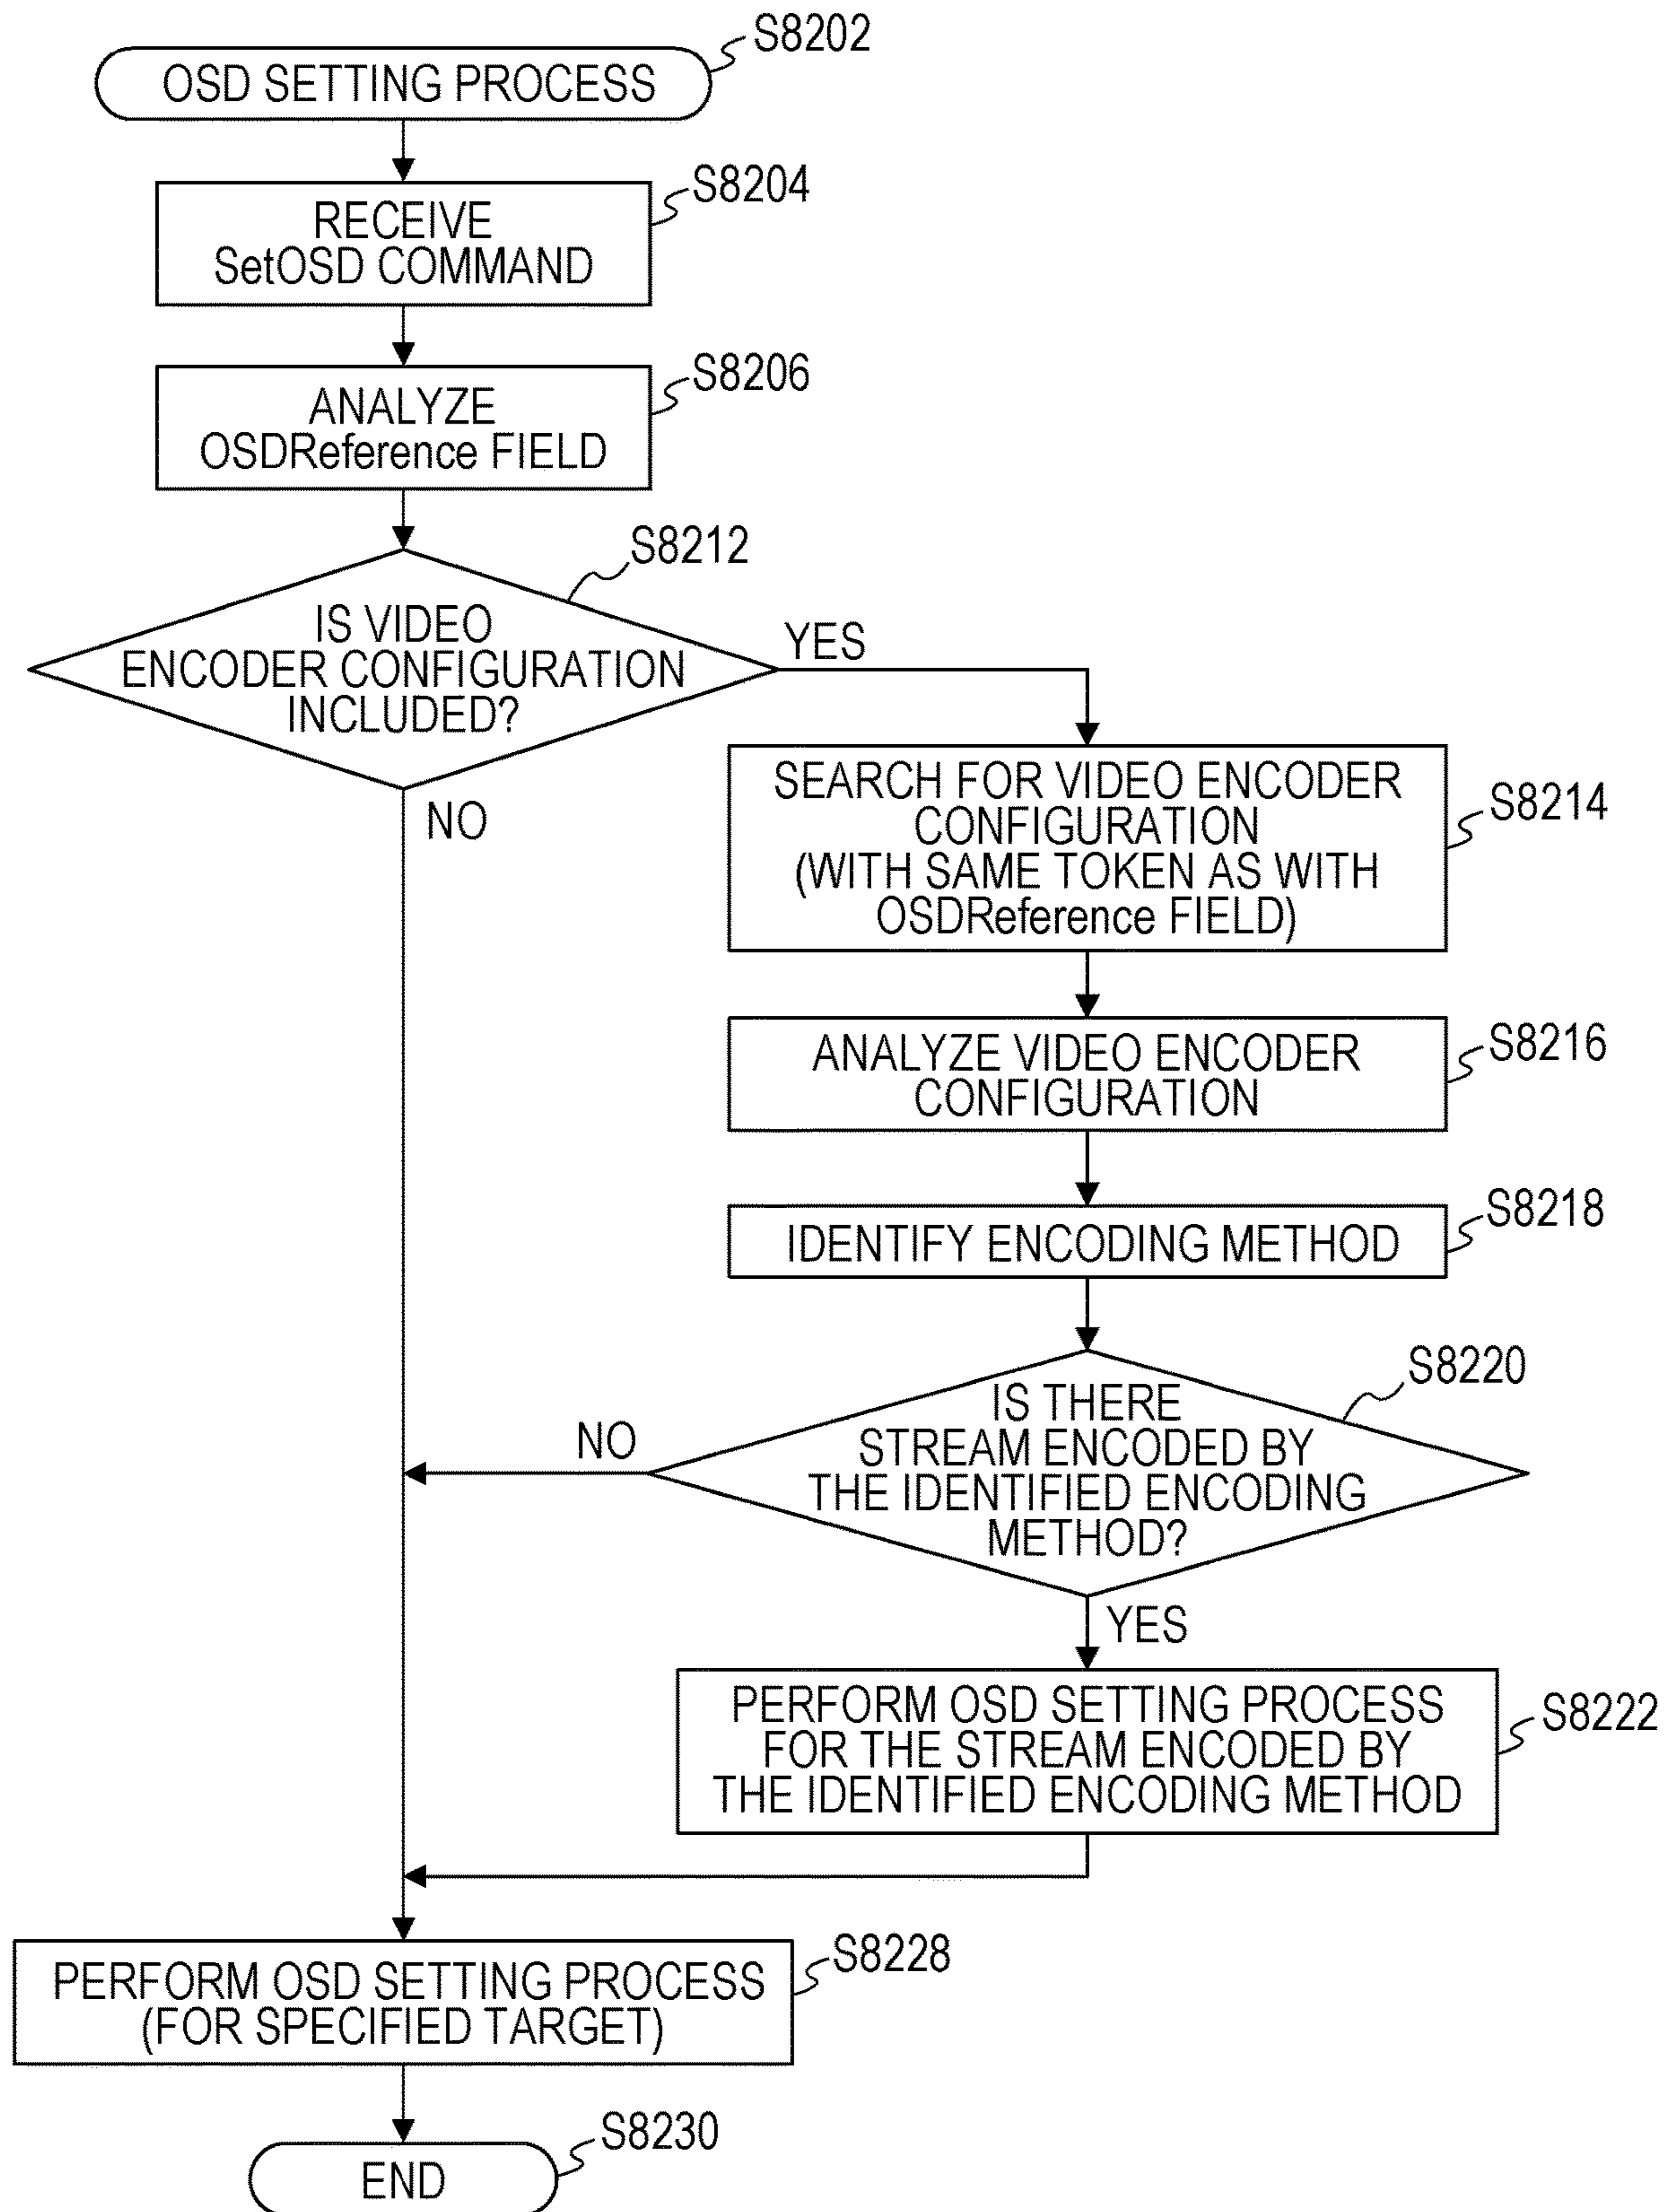 S8202
OSD SETTING PROCESS
S8204
RECEIVE
SetOSD COMMAND
S8206
ANALYZE
OSDReference FIELD
S8212
IS VIDEO
ENCODER CONFIGURATION
INCLUDED?
YES
NO
SEARCH FOR VIDEO ENCODER
CONFIGURATION
(WITH SAME TOKEN AS WITH
OSDReference FIELD)
S8214
ANALYZE VIDEO ENCODER
CONFIGURATION
S8216
IDENTIFY ENCODING METHOD
S8218
S8220
IS THERE
STREAM ENCODED BY
THE IDENTIFIED ENCODING
METHOD?
NO
YES
PERFORM OSD SETTING PROCESS
FOR THE STREAM ENCODED BY
THE IDENTIFIED ENCODING METHOD
S8222
S8228
PERFORM OSD SETTING PROCESS
(FOR SPECIFIED TARGET)
S8230
END